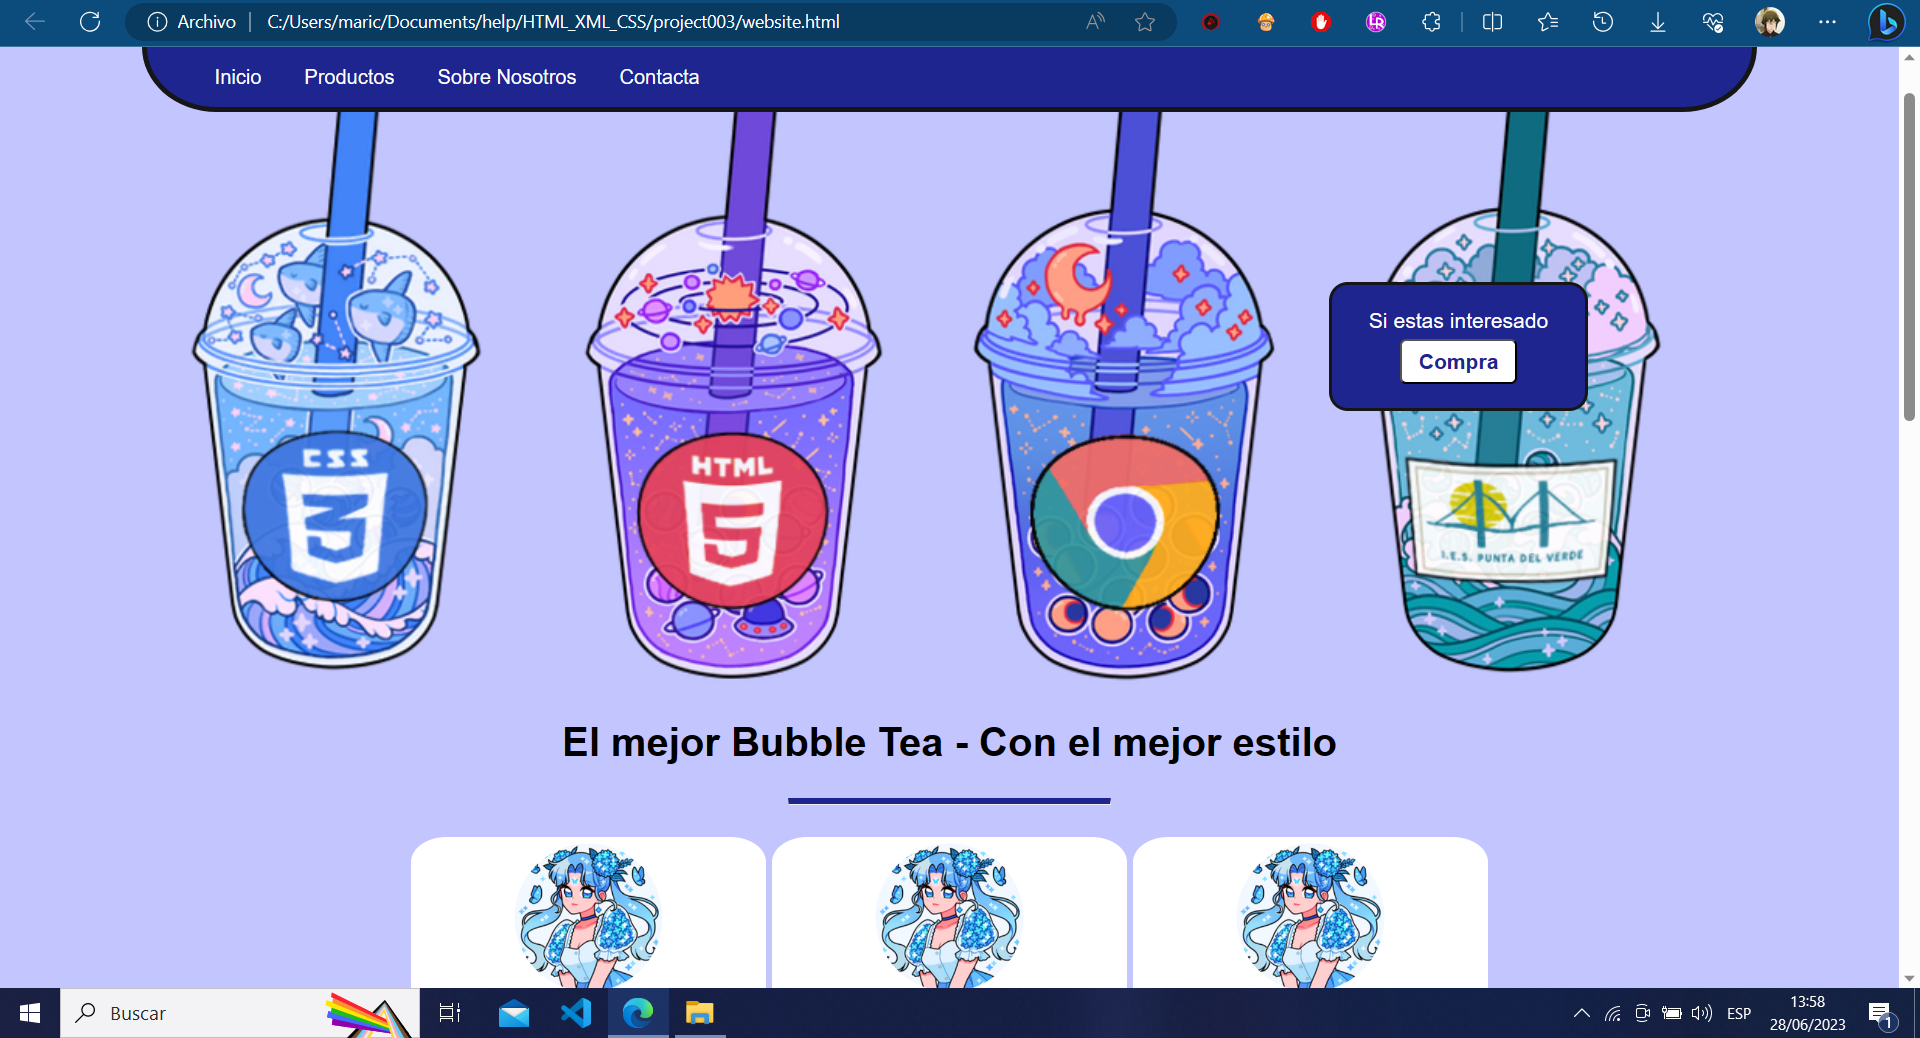 Archivo
C:/Users/maric/Documents/help/HTML_XML_CSS/project003/website.html
Inicio Productos Sobre Nosotros Contacta
Si estas interesado
Compra
CSS
HTML
I.E.S. PUNTA DEL VERDE
El mejor Bubble Tea - Con el mejor estilo
Buscar
ESP
13:58
28/06/2023
1